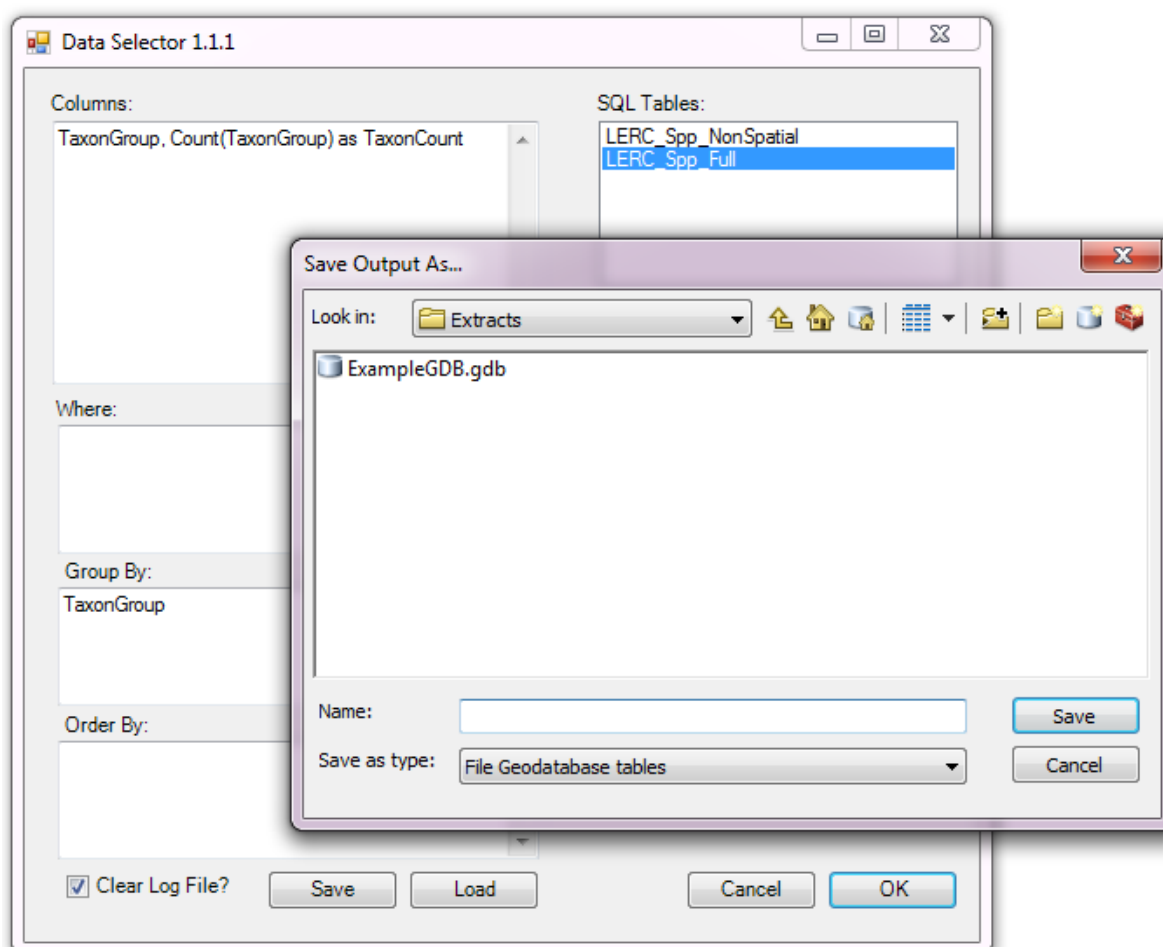 Data Selector 1.1.1
Columns:
SQL Tables:
TaxonGroup, Count(TaxonGroup) as TaxonCount
LERC_Spp_NonSpatial
LERC_Spp_Full
Save Output As...
Look in:
Extracts
ExampleGDB.gdb
Where:
Group By:
TaxonGroup
Name:
Save
Order By:
Save as type:
File Geodatabase tables
Cancel
Clear Log File?
Save
Load
Cancel
OK